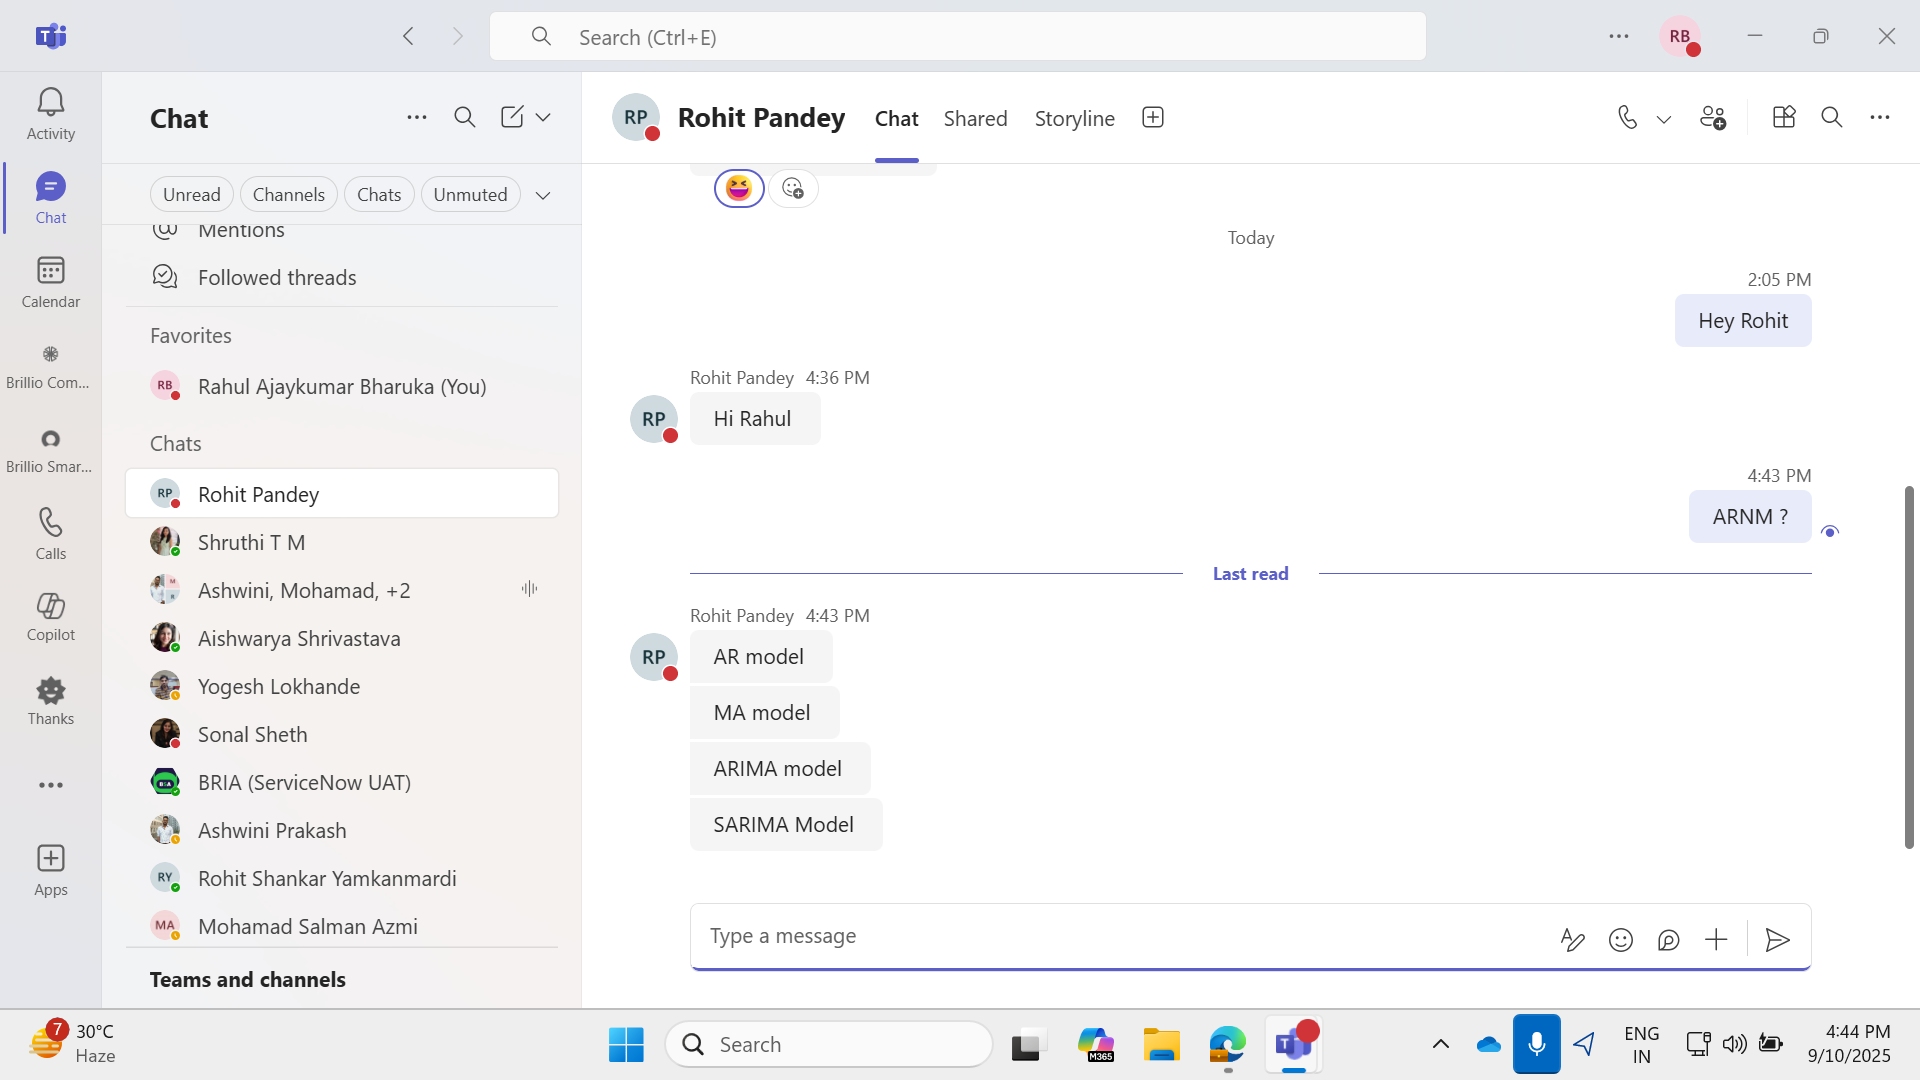 Search (Ctrl+E)
RB
Activity
Chat
Calendar
Brillio Com...
Brillio Smar...
Calls
Copilot
Thanks
Apps
Chat
Unread
Channels
Chats
Unmuted
Mentions
Followed threads
Favorites
RB Rahul Ajaykumar Bharuka (You)
Chats
RP Rohit Pandey
Shruthi T M
Ashwini, Mohamad, +2
Aishwarya Shrivastava
Yogesh Lokhande
Sonal Sheth
BRIA (ServiceNow UAT)
Ashwini Prakash
RY Rohit Shankar Yamkanmardi
MA Mohamad Salman Azmi
Teams and channels
RP Rohit Pandey
Chat
Shared
Storyline
Today
2:05 PM
Hey Rohit
Rohit Pandey 4:36 PM
RP Hi Rahul
4:43 PM
ARNM ?
Last read
Rohit Pandey 4:43 PM
RP AR model
MA model
ARIMA model
SARIMA Model
Type a message
7
30°C
Haze
Search
M365
ENG
IN
4:44 PM
9/10/2025